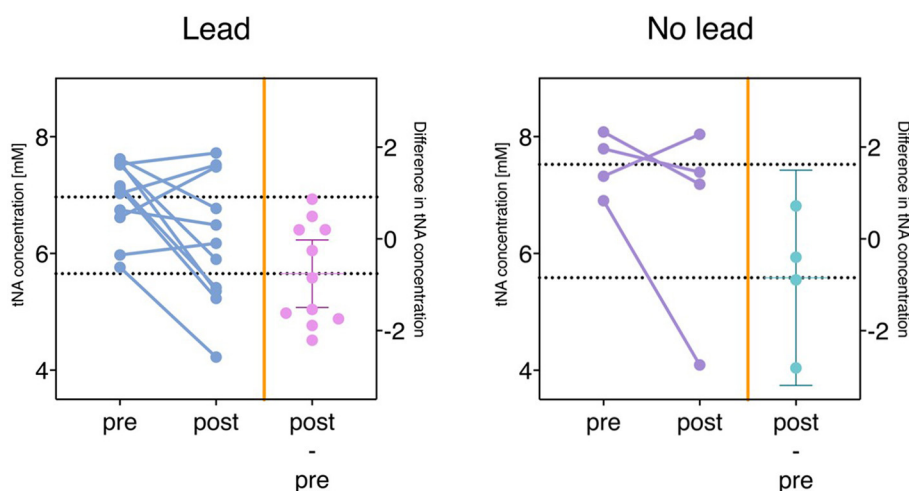 Lead
8
6
4
tNA concentration [mM]
2
0
-2
Difference in tNA concentration
pre
post
post
-
pre
No lead
8
6
4
tNA concentration [mM]
2
0
-2
Difference in tNA concentration
pre
post
post
-
pre